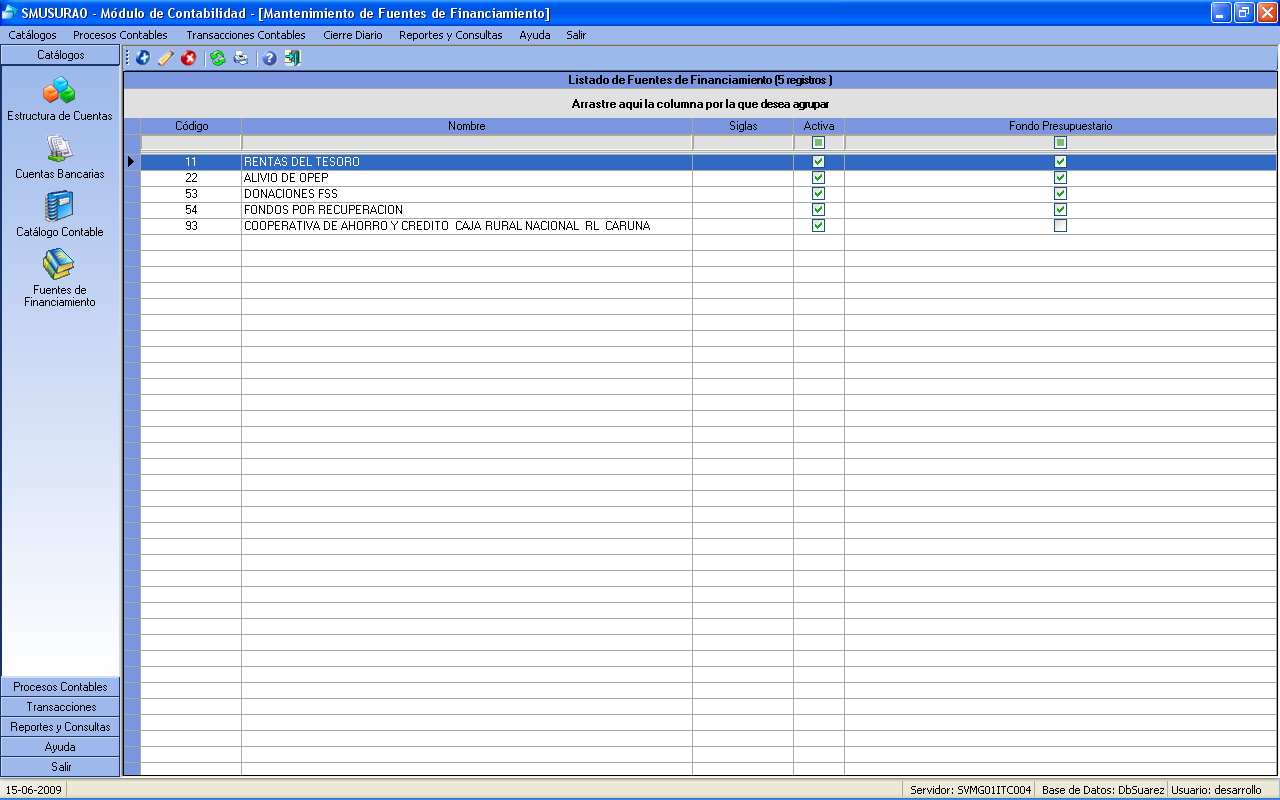 SMUSURA0 - Módulo de Contabilidad - [Mantenimiento de Fuentes de Financiamiento]
Catálogos Procesos Contables Transacciones Contables Cierre Diario Reportes y Consultas Ayuda Salir
Catálogos
Estructura de Cuentas
Cuentas Bancarias
Catálogo Contable
Fuentes de
Financiamiento
Procesos Contables
Transacciones
Reportes y Consultas
Ayuda
Salir
Listado de Fuentes de Financiamiento (5 registros )
Arrastre aqui la columna por la que desea agrupar
Código Nombre Siglas Activa Fondo Presupuestario
11 RENTAS DEL TESORO
22 ALIVIO DE OPEP
53 DONACIONES FSS
54 FONDOS POR RECUPERACION
93 COOPERATIVA DE AHORRO Y CREDITO CAJA RURAL NACIONAL RL CARUNA
15-06-2009 Servidor: SVMG01ITC004 Base de Datos: DbSuarez Usuario: desarrollo